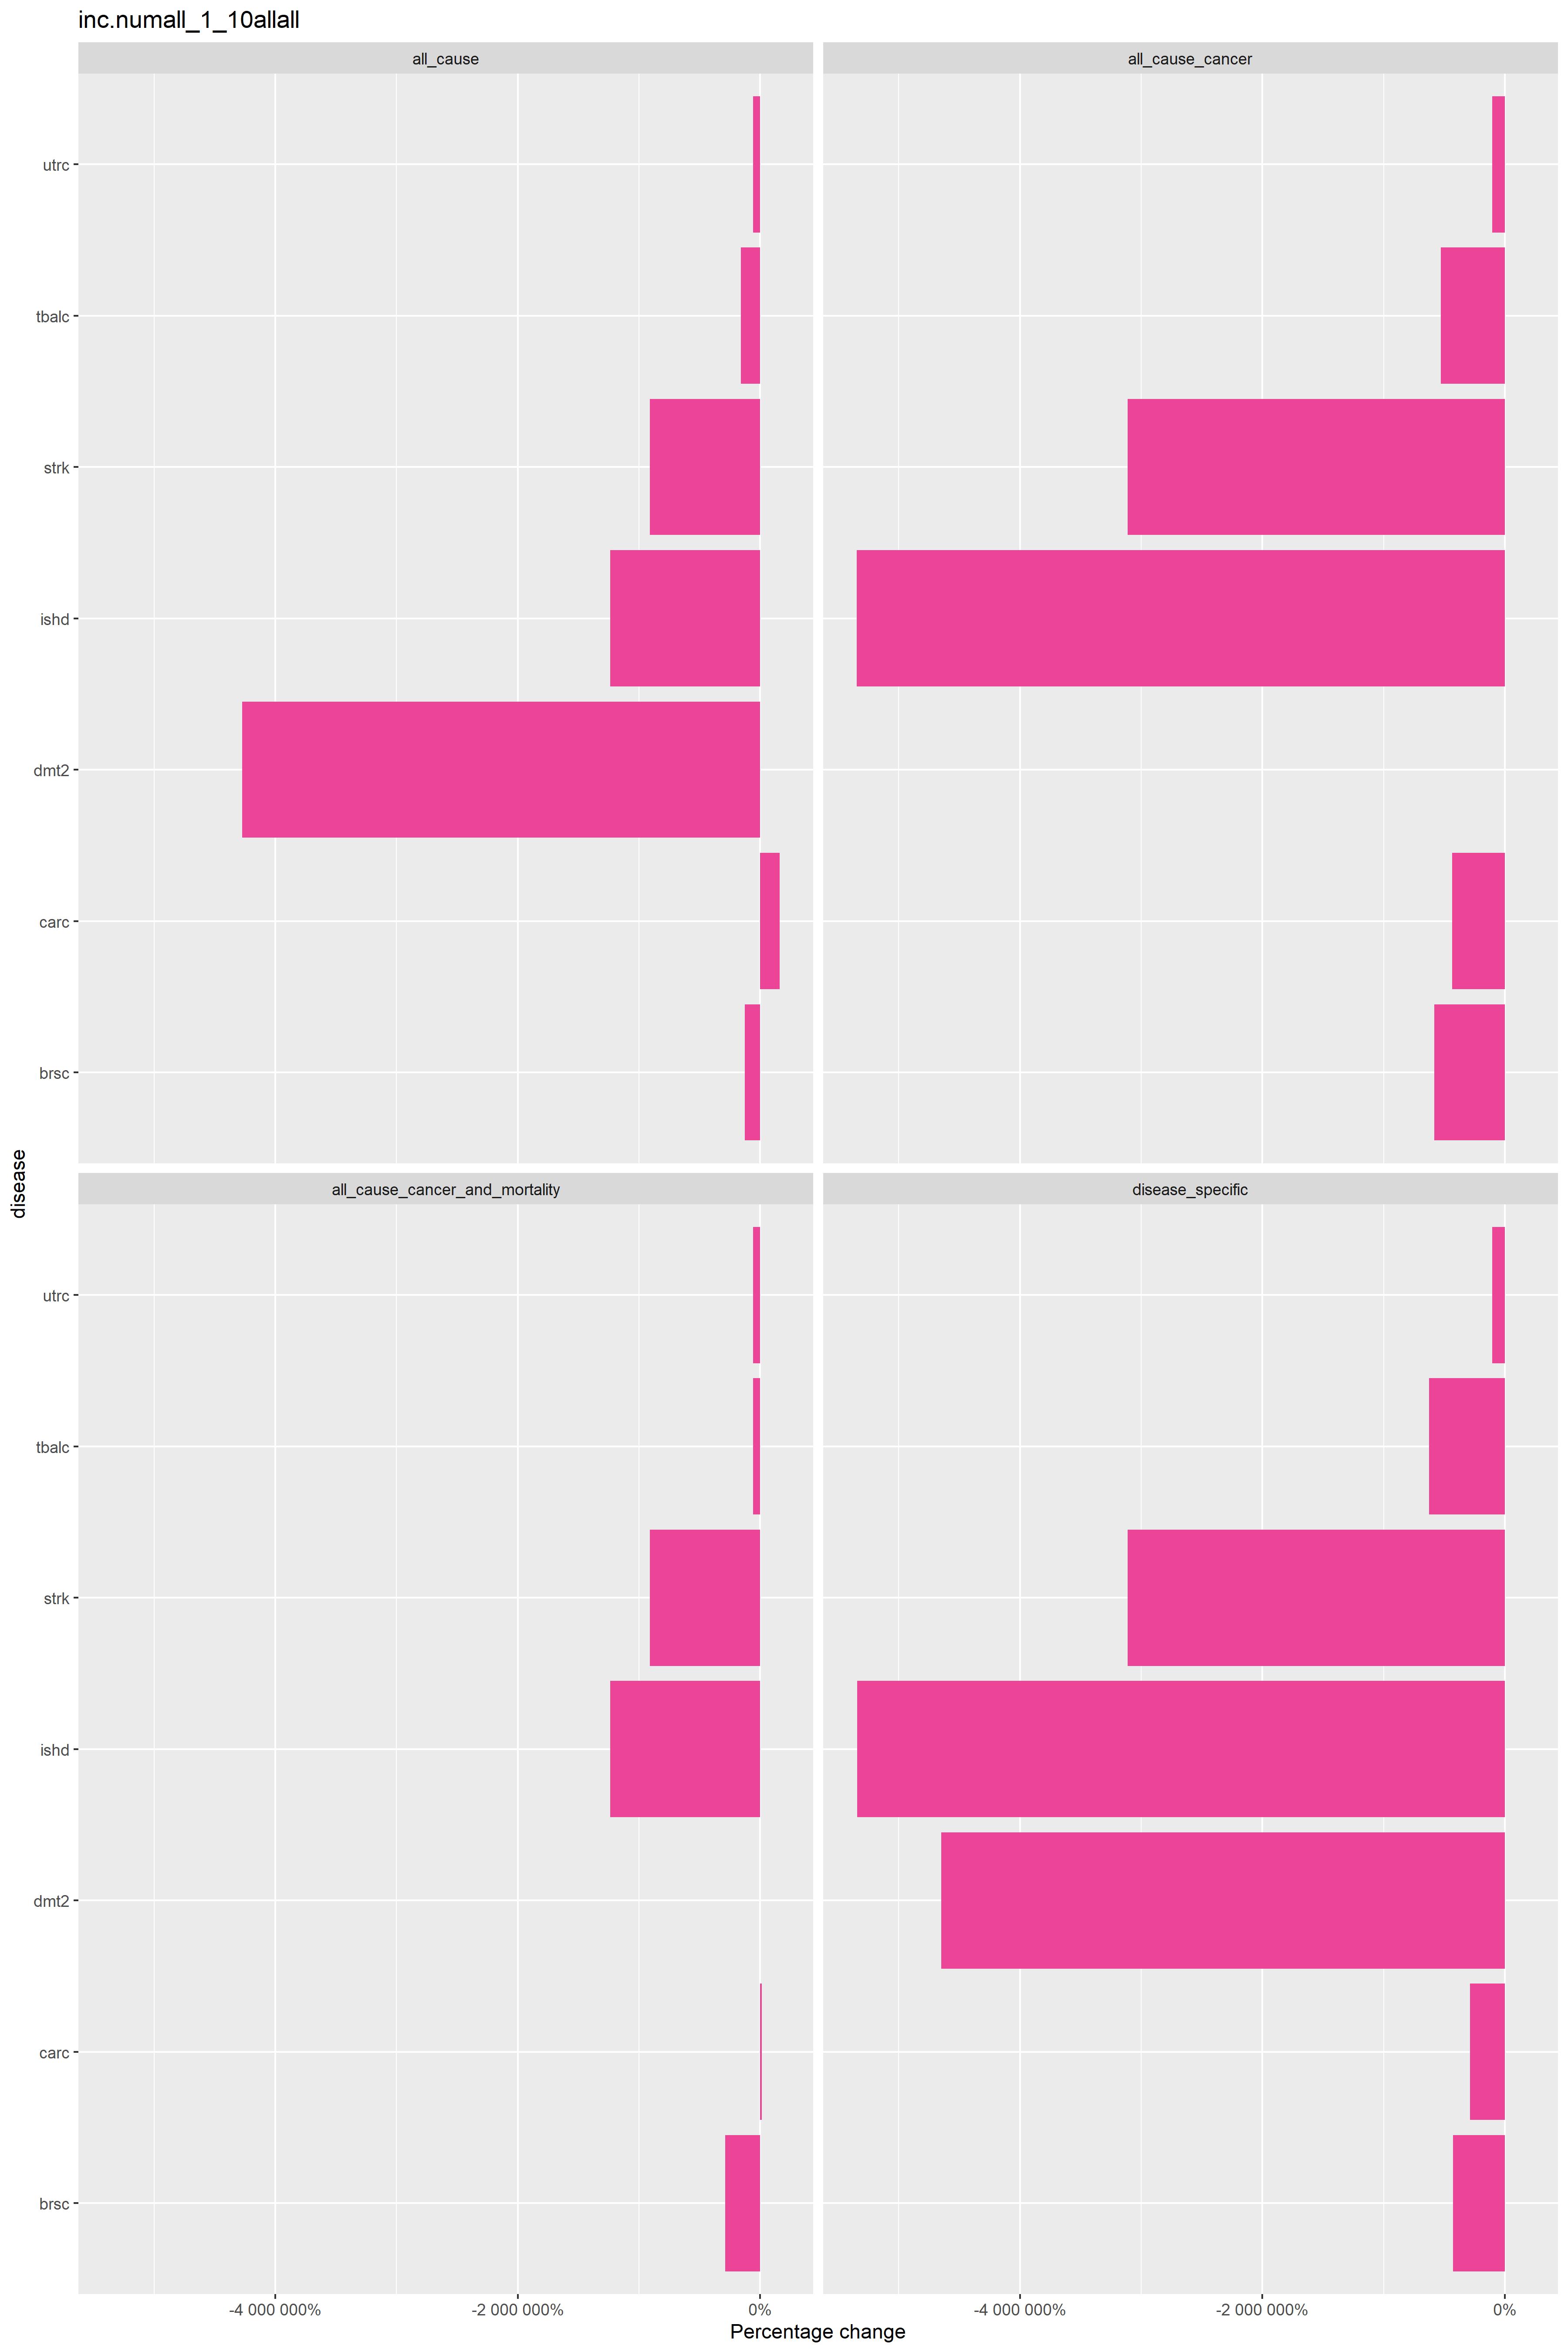 inc.numall_1_10allall
all_cause
all_cause_cancer
utrc
tbalc
strk
ishd
dmt2
carc
brsc
disease
all_cause_cancer_and_mortality
disease_specific
utrc
tbalc
strk
ishd
dmt2
carc
brsc
-4 000 000%
-2 000 000%
0%
-4 000 000%
-2 000 000%
0%
Percentage change